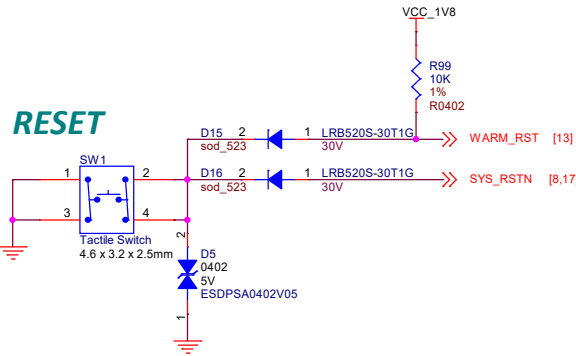 VCC_1V8
R99
10K
1%
R0402
RESET
D15 2 1 LRB520S-30T1G
sod_523 30V
WARM_RST [13]
SW1
D16 2 1 LRB520S-30T1G
sod_523 30V
SYS_RSTN [8,17
1 2
3 4
Tactile Switch
4.6 x 3.2 x 2.5mm
2
D5
0402
5V
ESDPSA0402V05
1